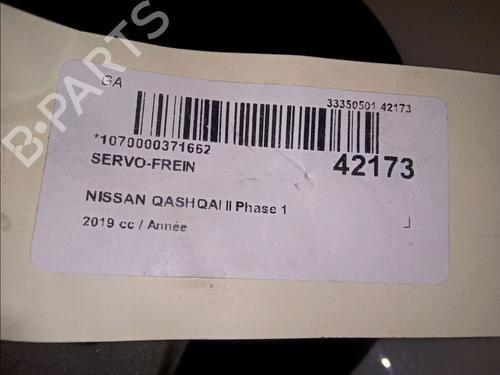 B-PARTS
GA
33350501 42173
*1070000371662
SERVO-FREIN
42173
NISSAN QASHQAI II Phase 1
2019 cc / Année